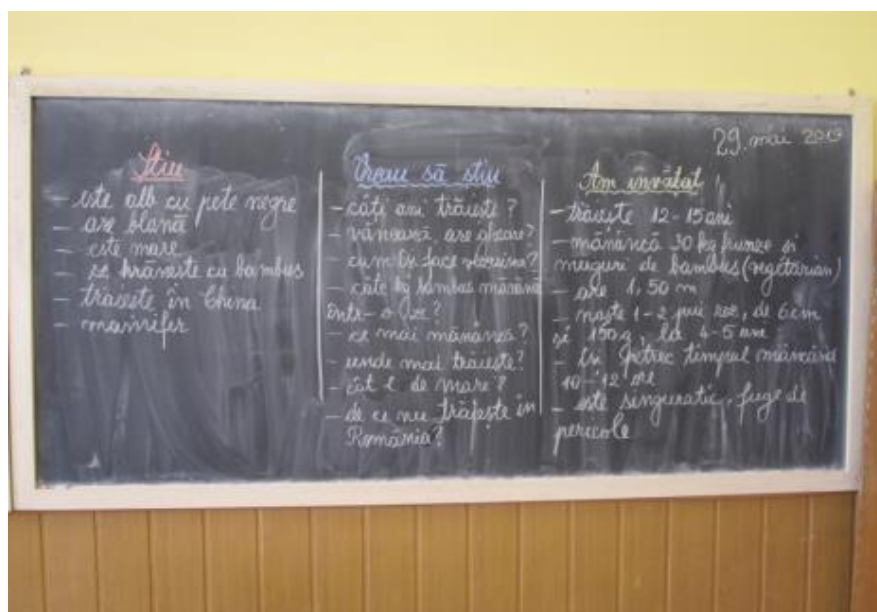 29. mai
Știu
- este alb cu pete negre
- are blană
- este mare
- se hrănește cu bambus
- trăiește în China
- mamifer
Vreau să știu
- câți ani trăiește?
- vânează, are gheare?
- cum își face vizuina?
- câte kg bambus mănâncă
într-o zi?
- ce mai mănâncă?
- unde mai trăiește?
- cât e de mare?
- de ce nu trăiește în
România?
Am învățat
- trăiește 12-15 ani
- mănâncă 30 kg frunze și
muguri de bambus (vegetarian)
- are 1,50 m
- naște 1-2 pui roz, de 6 cm
și 150 g, la 4-5 ani
- își petrec timpul mâncând
10-12 ore
- este singuratic, fuge de
pericole